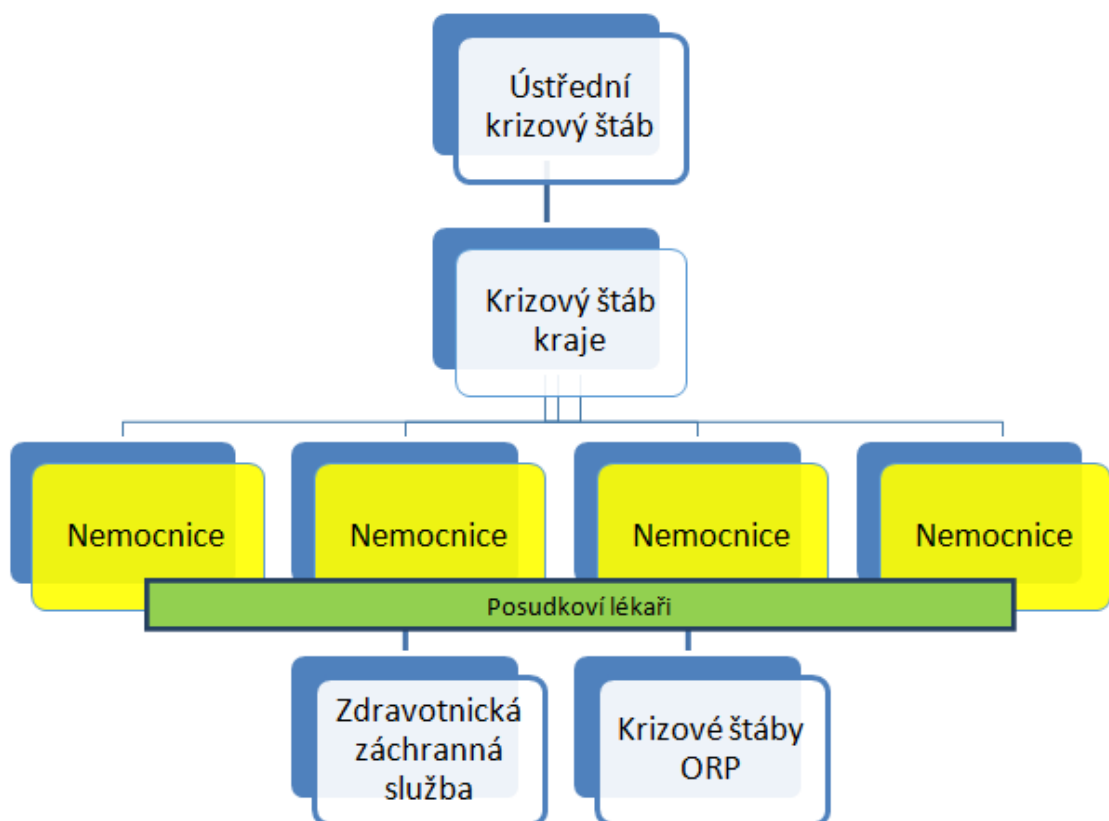 Ústřední
krizový štáb
Krizový štáb
kraje
Nemocnice
Nemocnice
Nemocnice
Nemocnice
Posudkoví lékaři
Zdravotnická
záchranná
služba
Krizové štáby
ORP